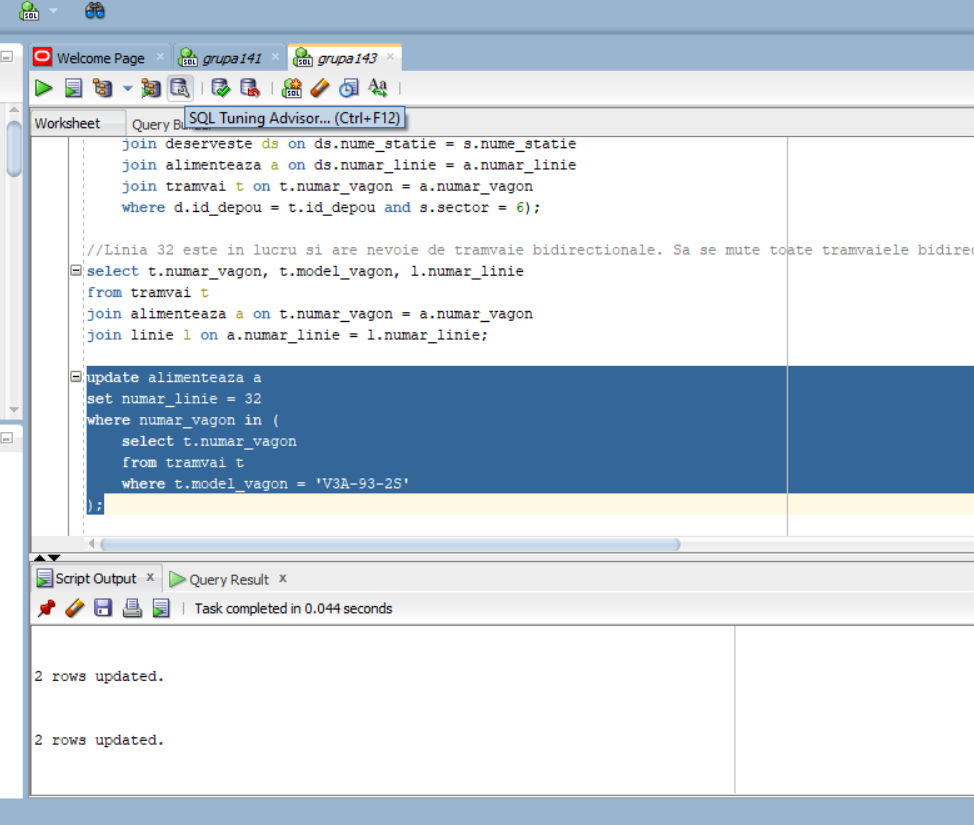 SQL
Welcome Page × grupa141 × grupa143 ×
SQL Tuning Advisor... (Ctrl+F12)
Worksheet Query
join deserveste ds on ds.nume_statie = s.nume_statie
join alimenteaza a on ds.numar_linie = a.numar_linie
join tramvai t on t.numar_vagon = a.numar_vagon
where d.id_depou = t.id_depou and s.sector = 6);
//Linia 32 este in lucru si are nevoie de tramvaie bidirectionale. Sa se mute toate tramvaiele bidirec
select t.numar_vagon, t.model_vagon, l.numar_linie
from tramvai t
join alimenteaza a on t.numar_vagon = a.numar_vagon
join linie l on a.numar_linie = l.numar_linie;
update alimenteaza a
set numar_linie = 32
where numar_vagon in (
select t.numar_vagon
from tramvai t
where t.model_vagon = 'V3A-93-2S'
);
Script Output × Query Result ×
Task completed in 0.044 seconds
2 rows updated.
2 rows updated.